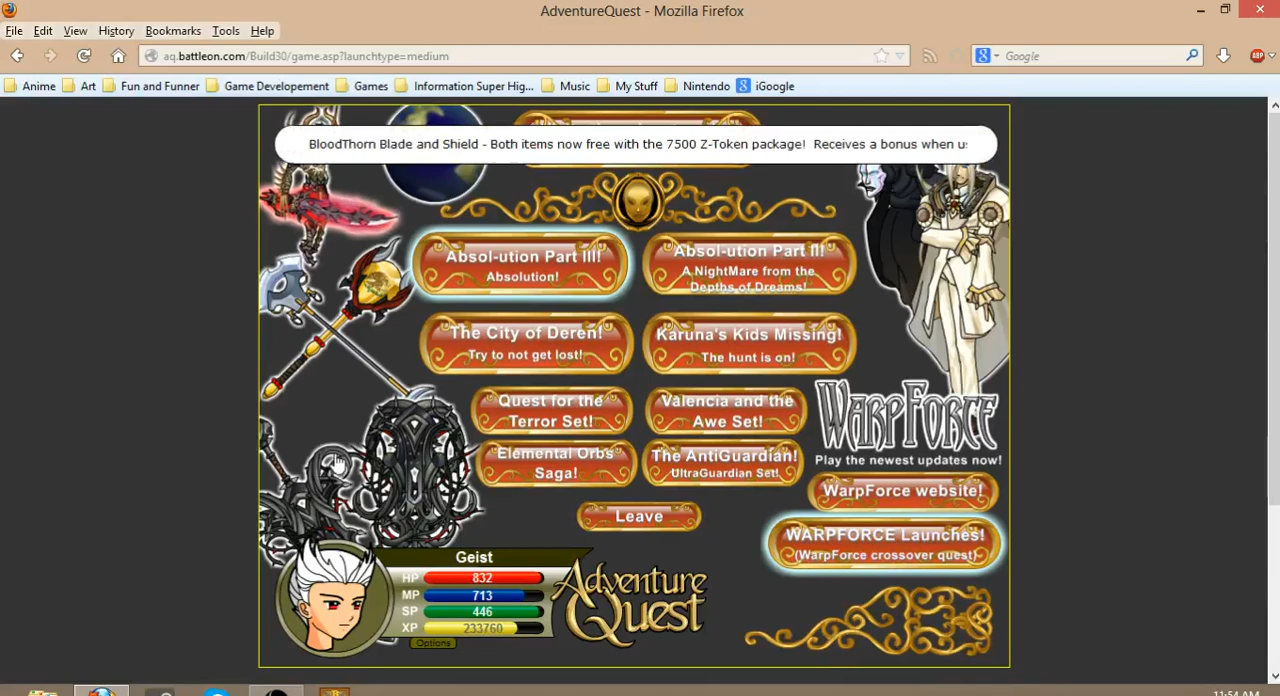 AdventureQuest - Mozilla Firefox
File Edit View History Bookmarks Tools Help
aq.battleon.com/Build30/game.asp?launchtype=medium
Google
ABP
Anime Art Fun and Funner Game Developement Games Information Super Hig... Music My Stuff Nintendo iGoogle
BloodThorn Blade and Shield - Both items now free with the 7500 Z-Token package! Receives a bonus when us
Absol-ution Part III!
Absolution!
Absol-ution Part II!
A NightMare from the
Depths of Dreams!
The City of Deren!
Try to not get lost!
Karuna's Kids Missing!
The hunt is on!
Quest for the
Terror Set!
Valencia and the
Awe Set!
Elemental Orbs
Saga!
The AntiGuardian!
UltraGuardian Set!
Leave
WarpForce
Play the newest updates now!
WarpForce website!
WARPFORCE Launches!
(WarpForce crossover quest)
Geist
HP 832
MP 713
SP 446
XP 233760
Options
Adventure
Quest
11:54 AM